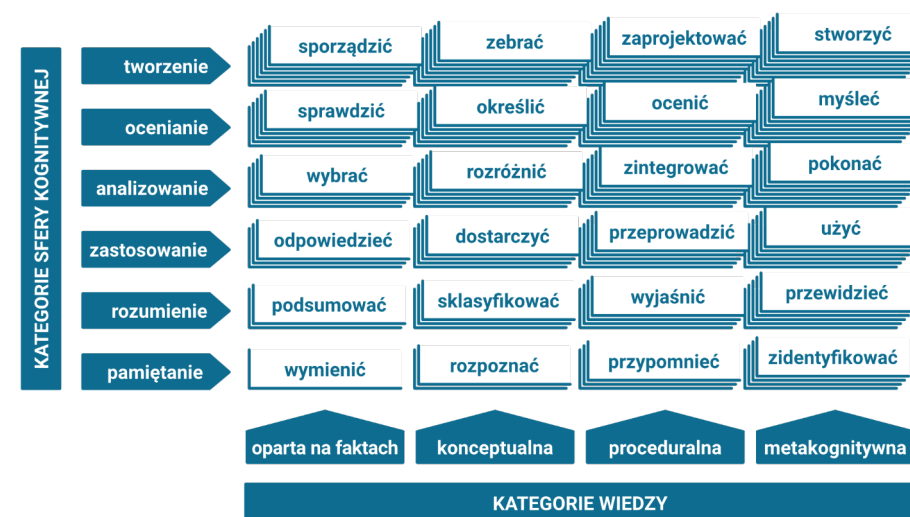 KATEGORIE SFERY KOGNITYWNEJ
tworzenie
sporządzić
zebrać
zaprojektować
stworzyć
ocenianie
sprawdzić
określić
ocenić
myśleć
analizowanie
wybrać
rozróżnić
zintegrować
pokonać
zastosowanie
odpowiedzieć
dostarczyć
przeprowadzić
użyć
rozumienie
podsumować
sklasyfikować
wyjaśnić
przewidzieć
pamiętanie
wymienić
rozpoznać
przypomnieć
zidentyfikować
oparta na faktach
konceptualna
proceduralna
metakognitywna
KATEGORIE WIEDZY